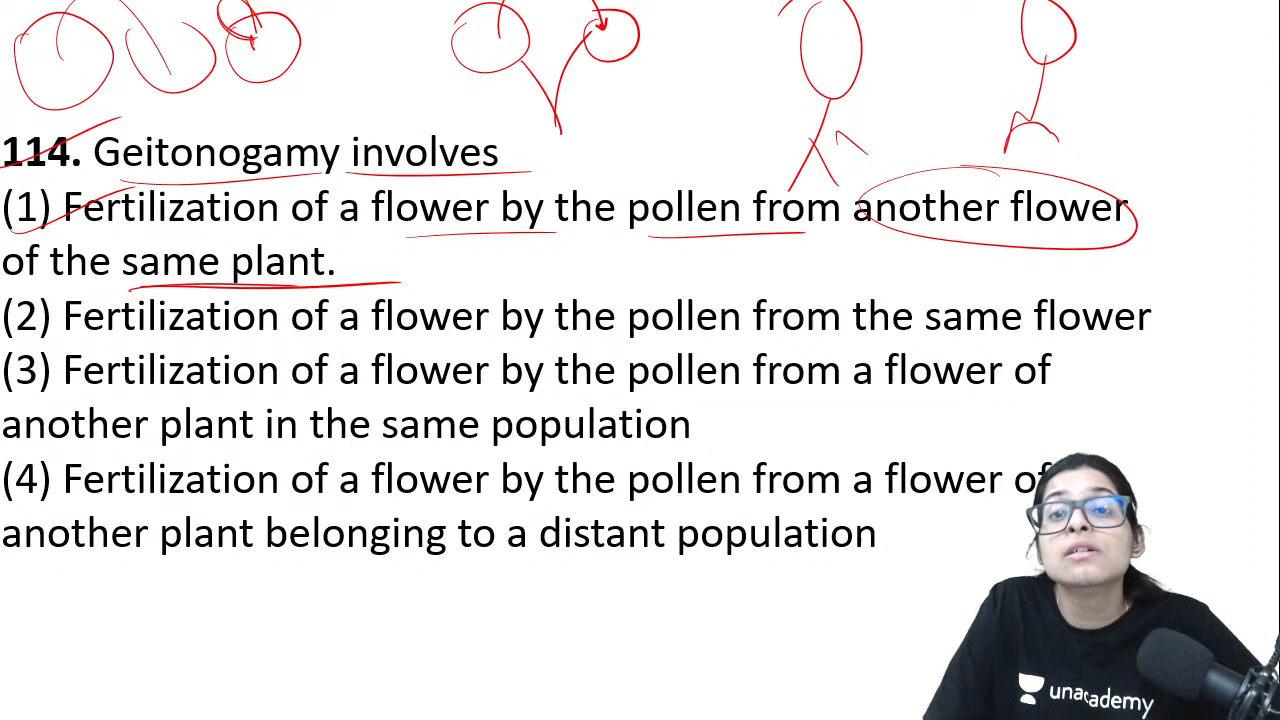 114. Geitonogamy involves
(1) Fertilization of a flower by the pollen from another flower
of the same plant.
(2) Fertilization of a flower by the pollen from the same flower
(3) Fertilization of a flower by the pollen from a flower of
another plant in the same population
(4) Fertilization of a flower by the pollen from a flower of
another plant belonging to a distant population
unacademy